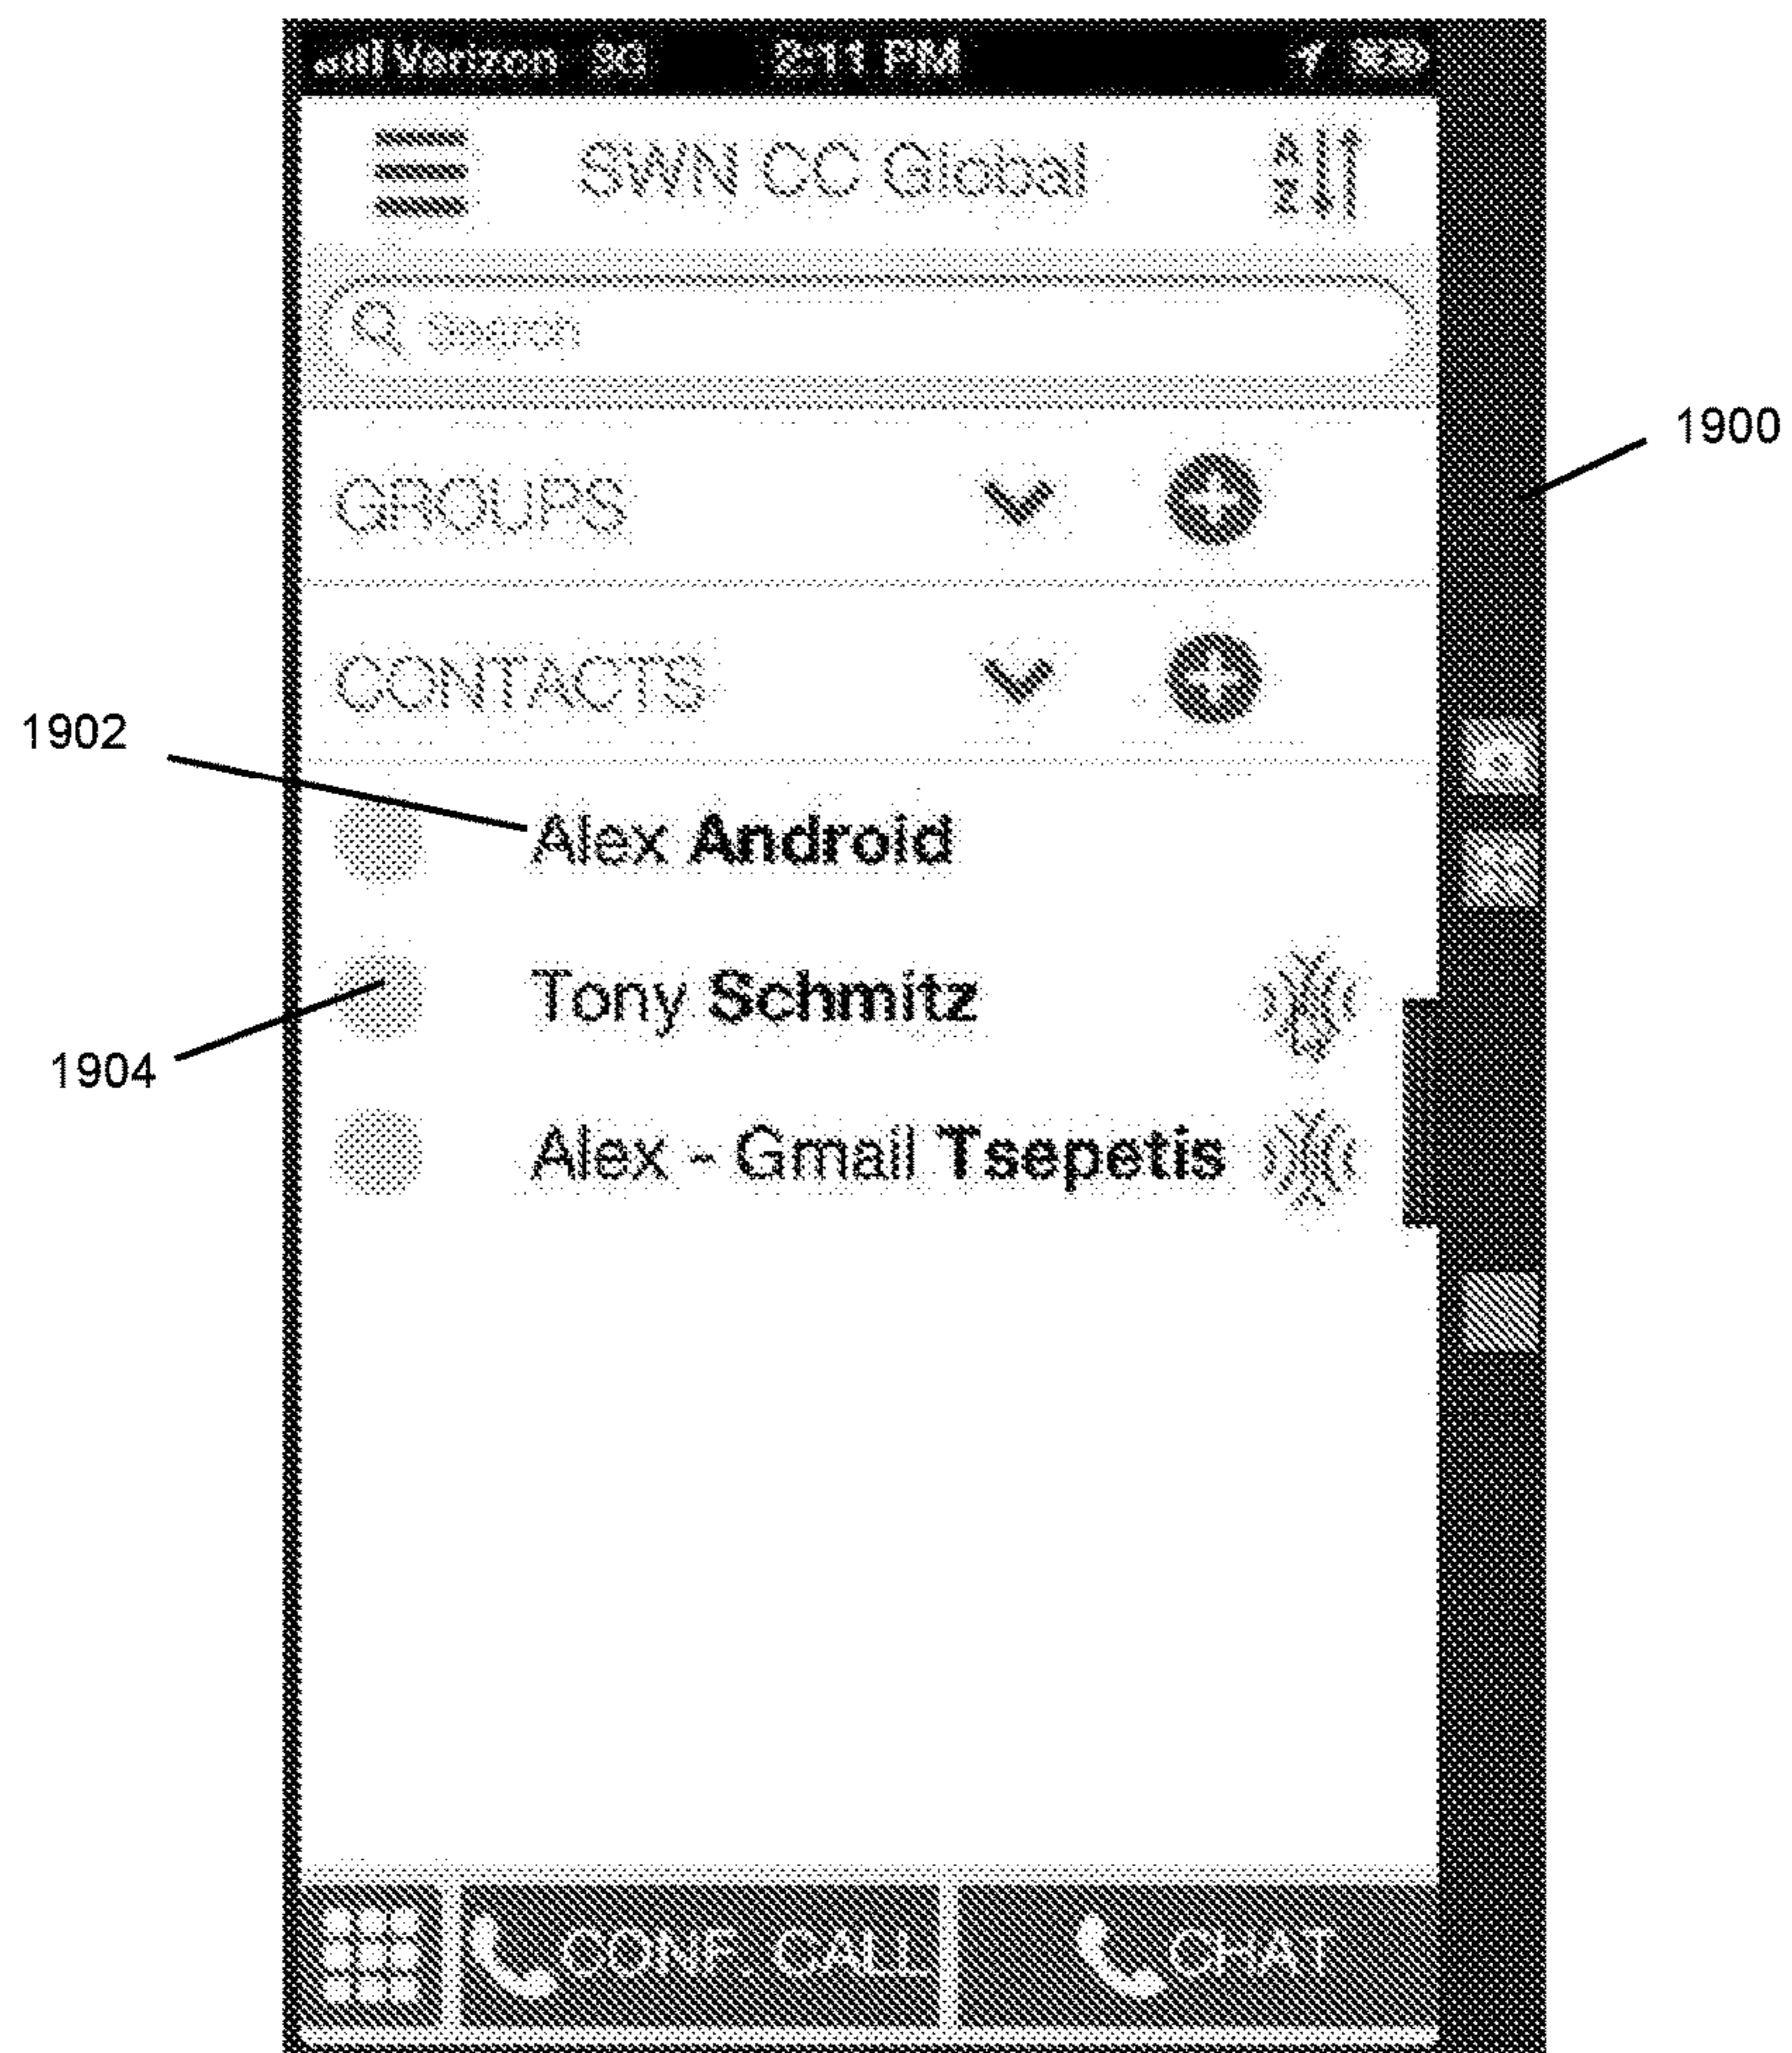 Verizon 3G 2:11 PM
SWN CC Global
A
Z
Search
1900
GROUPS
CONTACTS
1902
Alex Android
Tony Schmitz
1904
Alex - Gmail Tsepetis
CONF. CALL CHAT